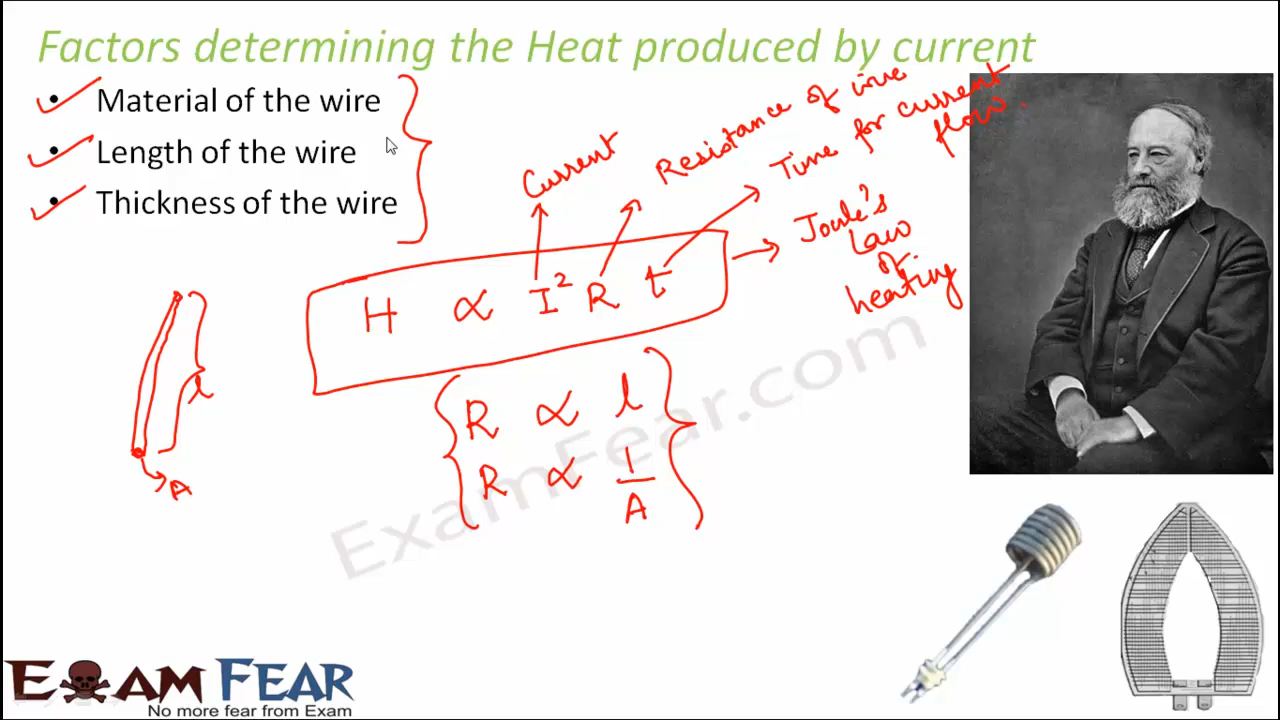 Factors determining the Heat produced by current
• Material of the wire
• Length of the wire
• Thickness of the wire
Current
Resistance of wire
Time for current
flow.
Joule's
Law
of
heating
H ∝ I² R t
l
A
R ∝ l
R ∝ 1/A
ExamFear.com
EXAM FEAR
No more fear from Exam